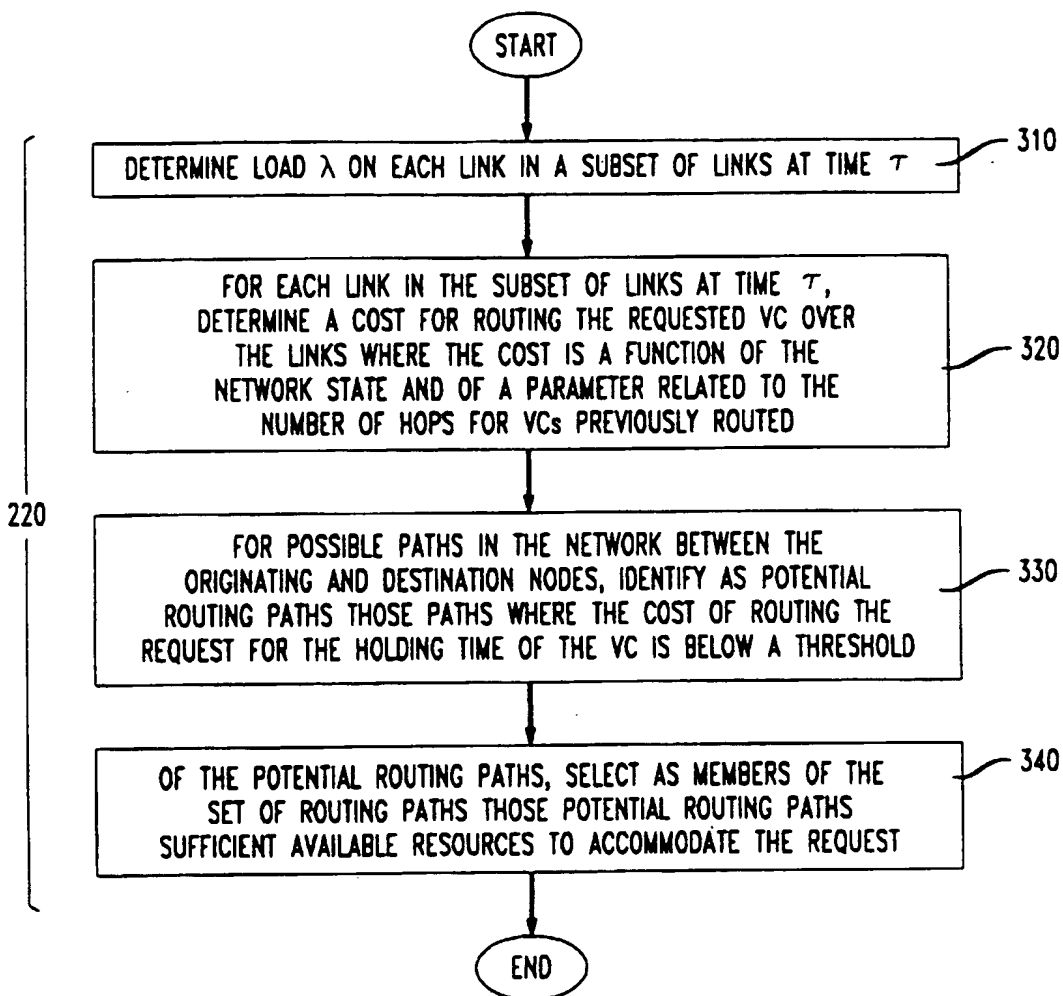 START
DETERMINE LOAD λ ON EACH LINK IN A SUBSET OF LINKS AT TIME τ
310
FOR EACH LINK IN THE SUBSET OF LINKS AT TIME τ,
DETERMINE A COST FOR ROUTING THE REQUESTED VC OVER
THE LINKS WHERE THE COST IS A FUNCTION OF THE
NETWORK STATE AND OF A PARAMETER RELATED TO THE
NUMBER OF HOPS FOR VCs PREVIOUSLY ROUTED
320
220
FOR POSSIBLE PATHS IN THE NETWORK BETWEEN THE
ORIGINATING AND DESTINATION NODES, IDENTIFY AS POTENTIAL
ROUTING PATHS THOSE PATHS WHERE THE COST OF ROUTING THE
REQUEST FOR THE HOLDING TIME OF THE VC IS BELOW A THRESHOLD
330
OF THE POTENTIAL ROUTING PATHS, SELECT AS MEMBERS OF THE
SET OF ROUTING PATHS THOSE POTENTIAL ROUTING PATHS
SUFFICIENT AVAILABLE RESOURCES TO ACCOMMODATE THE REQUEST
340
END